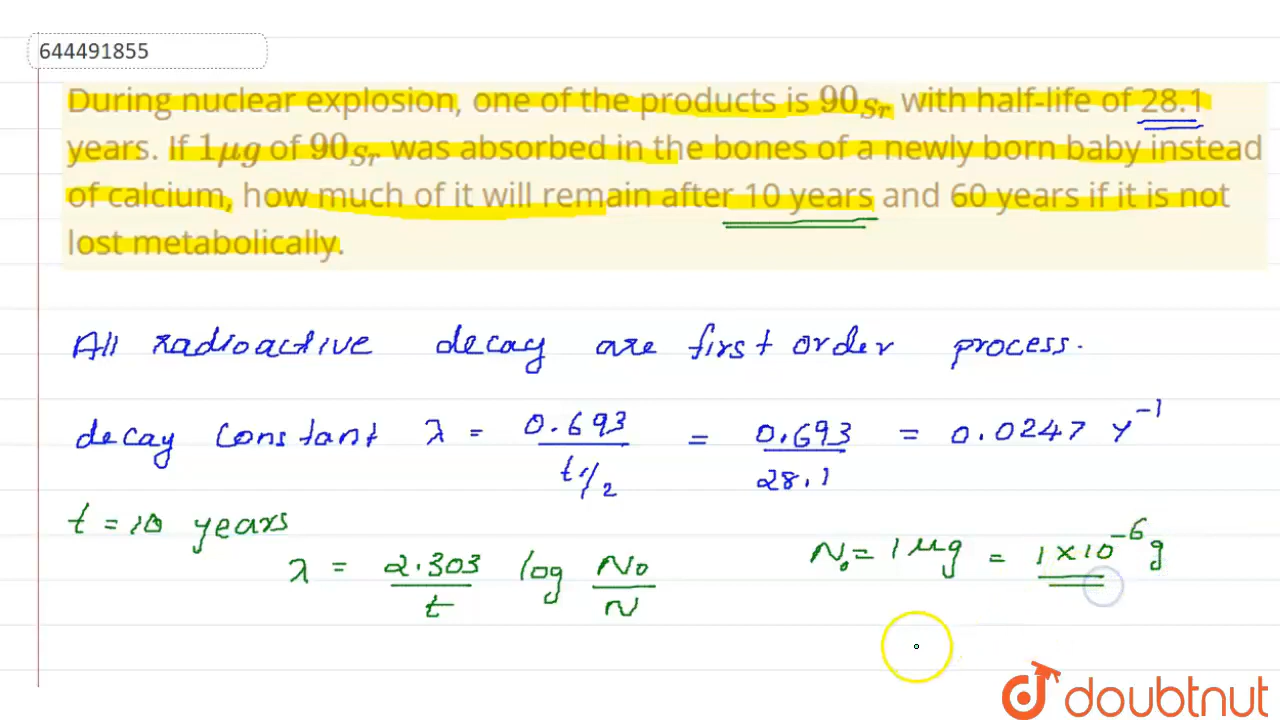 644491855
During nuclear explosion, one of the products is 90Sr with half-life of 28.1
years. If 1μg of 90Sr was absorbed in the bones of a newly born baby instead
of calcium, how much of it will remain after 10 years and 60 years if it is not
lost metabolically.
All radioactive decay are first order process.
decay constant λ = 0.693/t1/2 = 0.693/28.1 = 0.0247 Y⁻¹
t = 10 years
λ = 2.303/t log N₀/N N₀ = 1 μg = 1 × 10⁻⁶ g
doubtnut